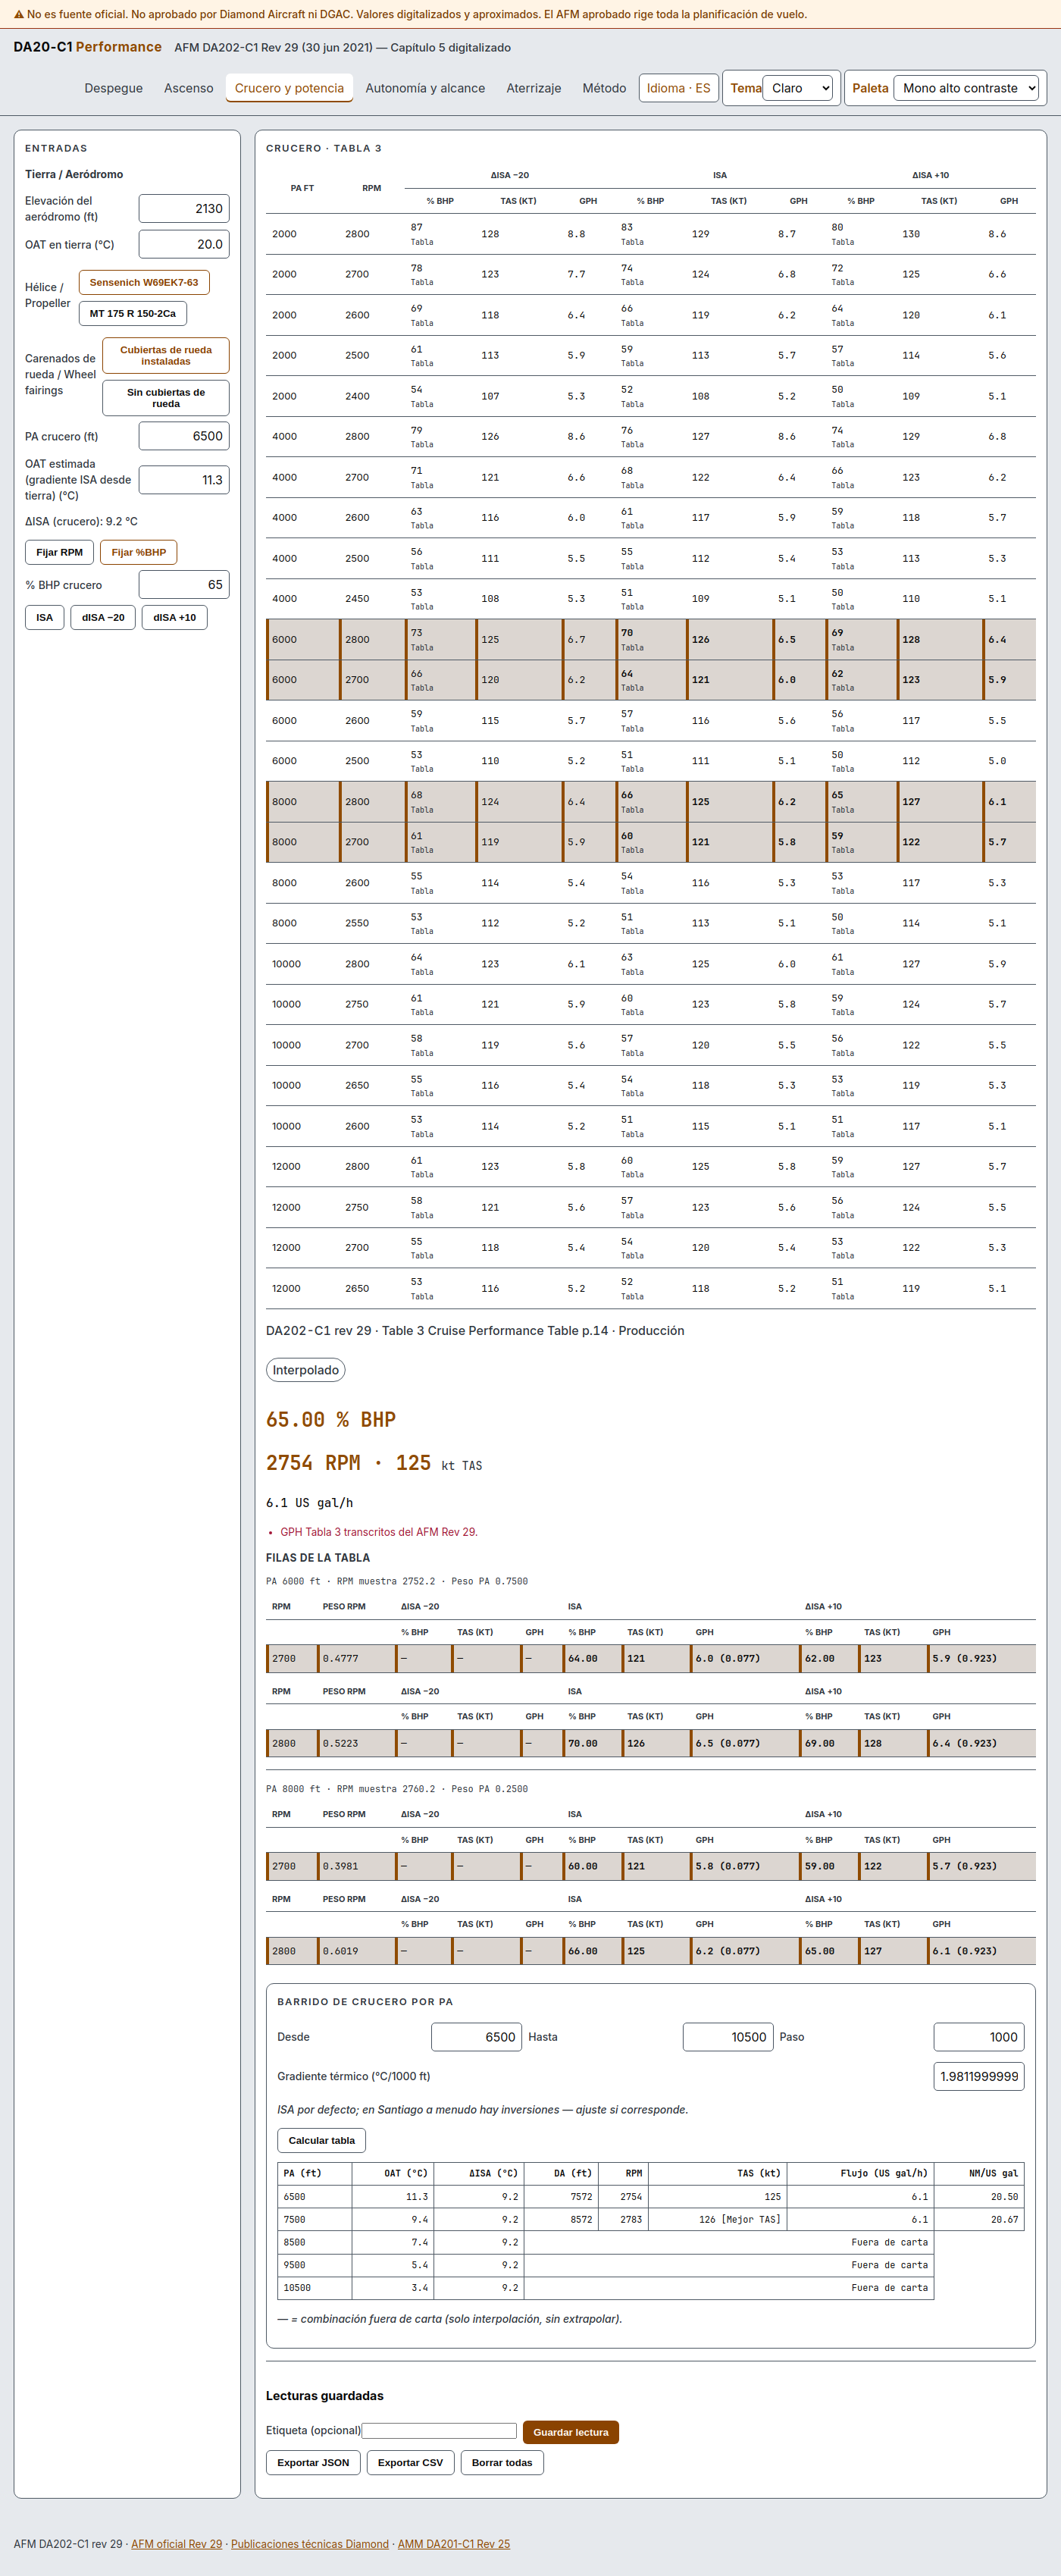 ⚠ No es fuente oficial. No aprobado por Diamond Aircraft ni DGAC. Valores digitalizados y aproximados. El AFM aprobado rige toda la planificación de vuelo.
DA20-C1 Performance AFM DA202-C1 Rev 29 (30 jun 2021) — Capítulo 5 digitalizado
Despegue Ascenso Crucero y potencia Autonomía y alcance Aterrizaje Método Idioma · ES Tema Claro Paleta Mono alto contraste
ENTRADAS
Tierra / Aeródromo
Elevación del aeródromo (ft) 2130
OAT en tierra (°C) 20.0
Hélice / Propeller Sensenich W69EK7-63
MT 175 R 150-2Ca
Carenados de rueda / Wheel fairings Cubiertas de rueda instaladas
Sin cubiertas de rueda
PA crucero (ft) 6500
OAT estimada (gradiente ISA desde tierra) (°C) 11.3
ΔISA (crucero): 9.2 °C
Fijar RPM Fijar %BHP
% BHP crucero 65
ISA dISA −20 dISA +10
CRUCERO · TABLA 3
PA FT RPM ΔISA −20 ISA ΔISA +10
% BHP TAS (KT) GPH % BHP TAS (KT) GPH % BHP TAS (KT) GPH
2000 2800 87 Tabla 128 8.8 83 Tabla 129 8.7 80 Tabla 130 8.6
2000 2700 78 Tabla 123 7.7 74 Tabla 124 6.8 72 Tabla 125 6.6
2000 2600 69 Tabla 118 6.4 66 Tabla 119 6.2 64 Tabla 120 6.1
2000 2500 61 Tabla 113 5.9 59 Tabla 113 5.7 57 Tabla 114 5.6
2000 2400 54 Tabla 107 5.3 52 Tabla 108 5.2 50 Tabla 109 5.1
4000 2800 79 Tabla 126 8.6 76 Tabla 127 8.6 74 Tabla 129 6.8
4000 2700 71 Tabla 121 6.6 68 Tabla 122 6.4 66 Tabla 123 6.2
4000 2600 63 Tabla 116 6.0 61 Tabla 117 5.9 59 Tabla 118 5.7
4000 2500 56 Tabla 111 5.5 55 Tabla 112 5.4 53 Tabla 113 5.3
4000 2450 53 Tabla 108 5.3 51 Tabla 109 5.1 50 Tabla 110 5.1
6000 2800 73 Tabla 125 6.7 70 Tabla 126 6.5 69 Tabla 128 6.4
6000 2700 66 Tabla 120 6.2 64 Tabla 121 6.0 62 Tabla 123 5.9
6000 2600 59 Tabla 115 5.7 57 Tabla 116 5.6 56 Tabla 117 5.5
6000 2500 53 Tabla 110 5.2 51 Tabla 111 5.1 50 Tabla 112 5.0
8000 2800 68 Tabla 124 6.4 66 Tabla 125 6.2 65 Tabla 127 6.1
8000 2700 61 Tabla 119 5.9 60 Tabla 121 5.8 59 Tabla 122 5.7
8000 2600 55 Tabla 114 5.4 54 Tabla 116 5.3 53 Tabla 117 5.3
8000 2550 53 Tabla 112 5.2 51 Tabla 113 5.1 50 Tabla 114 5.1
10000 2800 64 Tabla 123 6.1 63 Tabla 125 6.0 61 Tabla 127 5.9
10000 2750 61 Tabla 121 5.9 60 Tabla 123 5.8 59 Tabla 124 5.7
10000 2700 58 Tabla 119 5.6 57 Tabla 120 5.5 56 Tabla 122 5.5
10000 2650 55 Tabla 116 5.4 54 Tabla 118 5.3 53 Tabla 119 5.3
10000 2600 53 Tabla 114 5.2 51 Tabla 115 5.1 51 Tabla 117 5.1
12000 2800 61 Tabla 123 5.8 60 Tabla 125 5.8 59 Tabla 127 5.7
12000 2750 58 Tabla 121 5.6 57 Tabla 123 5.6 56 Tabla 124 5.5
12000 2700 55 Tabla 118 5.4 54 Tabla 120 5.4 53 Tabla 122 5.3
12000 2650 53 Tabla 116 5.2 52 Tabla 118 5.2 51 Tabla 119 5.1
DA202-C1 rev 29 · Table 3 Cruise Performance Table p.14 · Producción
Interpolado
65.00 % BHP
2754 RPM · 125 kt TAS
6.1 US gal/h
• GPH Tabla 3 transcritos del AFM Rev 29.
FILAS DE LA TABLA
PA 6000 ft · RPM muestra 2752.2 · Peso PA 0.7500
RPM PESO RPM ΔISA −20 ISA ΔISA +10
% BHP TAS (KT) GPH % BHP TAS (KT) GPH % BHP TAS (KT) GPH
2700 0.4777 — — — 64.00 121 6.0 (0.077) 62.00 123 5.9 (0.923)
RPM PESO RPM ΔISA −20 ISA ΔISA +10
% BHP TAS (KT) GPH % BHP TAS (KT) GPH % BHP TAS (KT) GPH
2800 0.5223 — — — 70.00 126 6.5 (0.077) 69.00 128 6.4 (0.923)
PA 8000 ft · RPM muestra 2760.2 · Peso PA 0.2500
RPM PESO RPM ΔISA −20 ISA ΔISA +10
% BHP TAS (KT) GPH % BHP TAS (KT) GPH % BHP TAS (KT) GPH
2700 0.3981 — — — 60.00 121 5.8 (0.077) 59.00 122 5.7 (0.923)
RPM PESO RPM ΔISA −20 ISA ΔISA +10
% BHP TAS (KT) GPH % BHP TAS (KT) GPH % BHP TAS (KT) GPH
2800 0.6019 — — — 66.00 125 6.2 (0.077) 65.00 127 6.1 (0.923)
BARRIDO DE CRUCERO POR PA
Desde 6500 Hasta 10500 Paso 1000
Gradiente térmico (°C/1000 ft) 1.9811999999
ISA por defecto; en Santiago a menudo hay inversiones — ajuste si corresponde.
Calcular tabla
PA (ft) OAT (°C) ΔISA (°C) DA (ft) RPM TAS (kt) Flujo (US gal/h) NM/US gal
6500 11.3 9.2 7572 2754 125 6.1 20.50
7500 9.4 9.2 8572 2783 126 [Mejor TAS] 6.1 20.67
8500 7.4 9.2 Fuera de carta
9500 5.4 9.2 Fuera de carta
10500 3.4 9.2 Fuera de carta
— = combinación fuera de carta (solo interpolación, sin extrapolar).
Lecturas guardadas
Etiqueta (opcional) Guardar lectura
Exportar JSON Exportar CSV Borrar todas
AFM DA202-C1 rev 29 · AFM oficial Rev 29 · Publicaciones técnicas Diamond · AMM DA201-C1 Rev 25